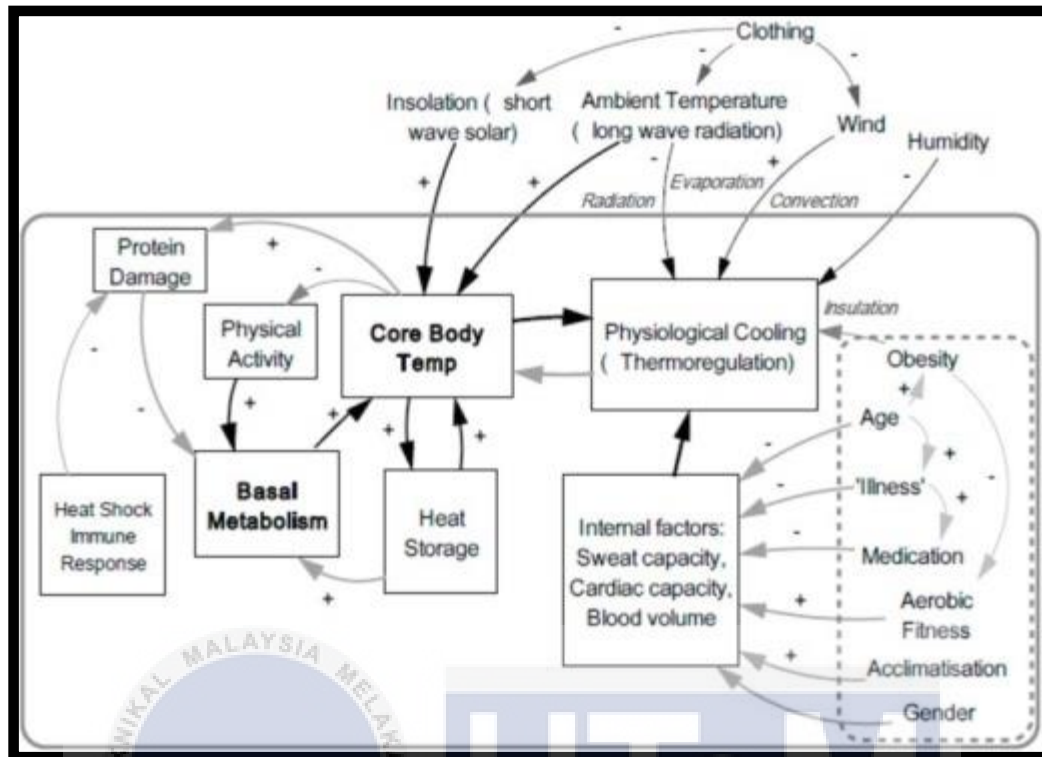 Clothing
Insolation ( short
wave solar)
Ambient Temperature
( long wave radiation)
Wind
Humidity
-
-
-
+
+
-
+
-
Radiation
Evaporation
Convection
Protein
Damage
+
-
Physical
Activity
Core Body
Temp
Physiological Cooling
( Thermoregulation)
Insulation
Obesity
+
Age
-
-
+
-
+
+
+
+
-
-
Basal
Metabolism
Heat
Storage
+
Heat Shock
Immune
Response
Internal factors:
Sweat capacity,
Cardiac capacity,
Blood volume
'Illness'
-
+
Medication
-
+
Aerobic
Fitness
+
Acclimatisation
Gender
MALAYSIA